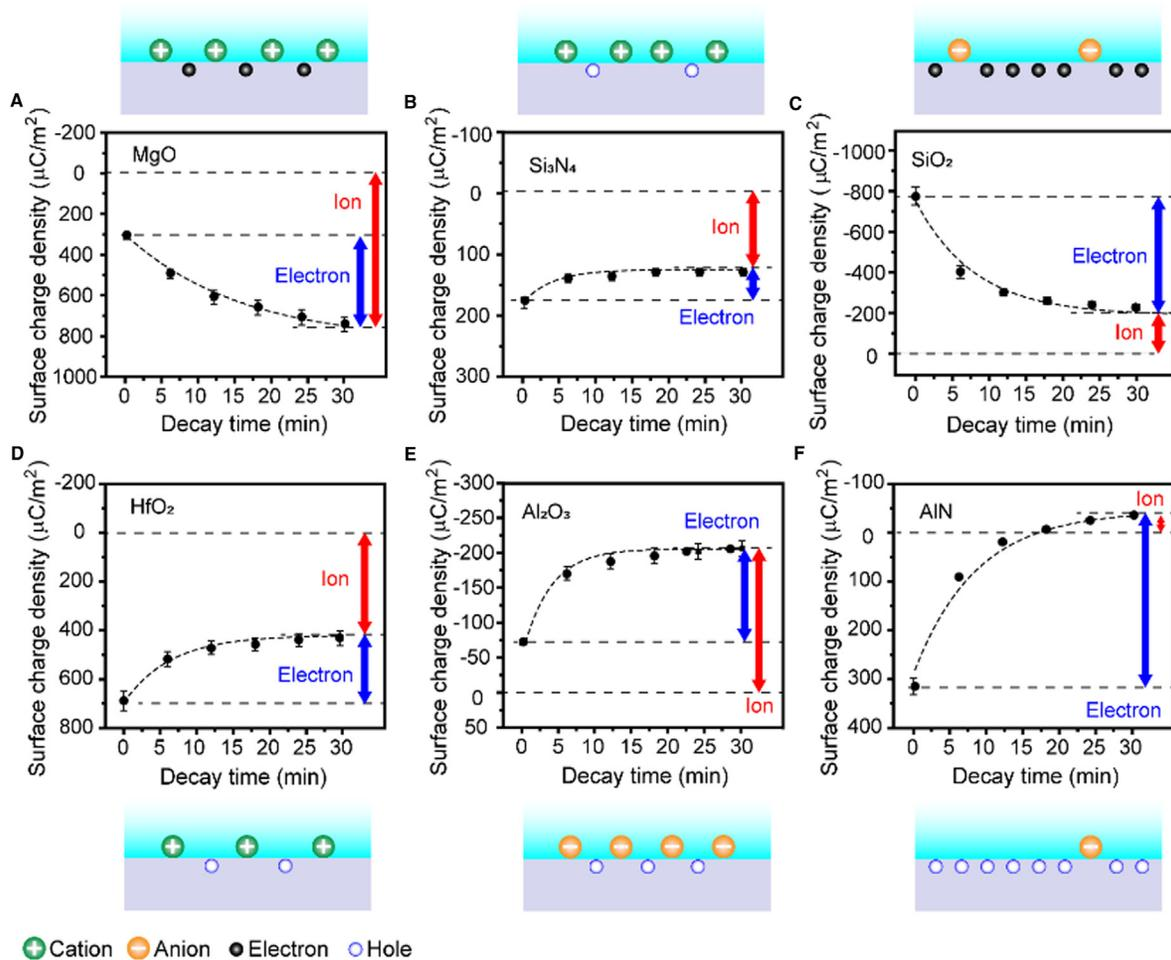 A
Surface charge density (μC/m²)
-200
0
200
400
600
800
1000
MgO
Ion
Electron
0 5 10 15 20 25 30
Decay time (min)
B
Surface charge density (μC/m²)
-100
0
100
200
300
Si₃N₄
Ion
Electron
0 5 10 15 20 25 30
Decay time (min)
C
Surface charge density (μC/m²)
-1000
-800
-600
-400
-200
0
SiO₂
Electron
Ion
0 5 10 15 20 25 30
Decay time (min)
D
Surface charge density (μC/m²)
-200
0
200
400
600
800
HfO₂
Ion
Electron
0 5 10 15 20 25 30
Decay time (min)
E
Surface charge density (μC/m²)
-300
-250
-200
-150
-100
-50
0
50
Al₂O₃
Electron
Ion
0 5 10 15 20 25 30
Decay time (min)
F
Surface charge density (μC/m²)
-100
0
100
200
300
400
AlN
Ion
Electron
0 5 10 15 20 25 30
Decay time (min)
Cation Anion Electron Hole